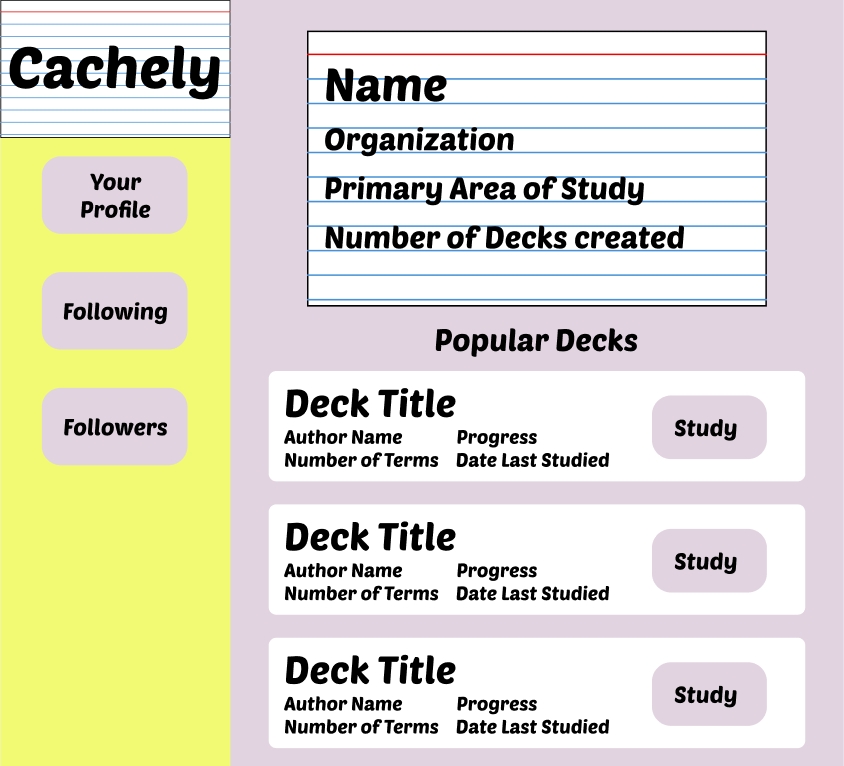 Cachely
Your
Profile
Following
Followers
Name
Organization
Primary Area of Study
Number of Decks created
Popular Decks
Deck Title
Author Name Progress
Number of Terms Date Last Studied
Study
Deck Title
Author Name Progress
Number of Terms Date Last Studied
Study
Deck Title
Author Name Progress
Number of Terms Date Last Studied
Study